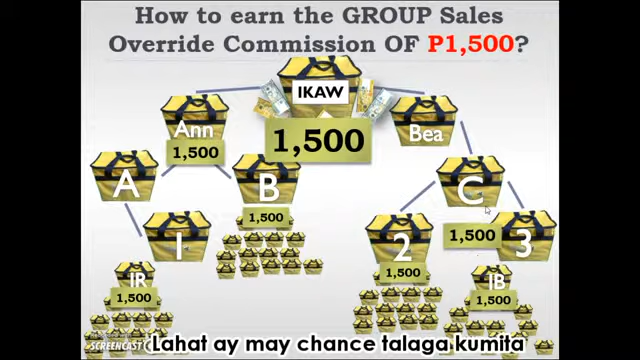 How to earn the GROUP Sales
Override Commission OF P1,500?
IKAW
Ann
1,500
1,500
Bea
A
B
C
1,500
1
2
1,500
3
IR
1,500
1,500
IB
1,500
SCREENCAST
Lahat ay may chance talaga kumita